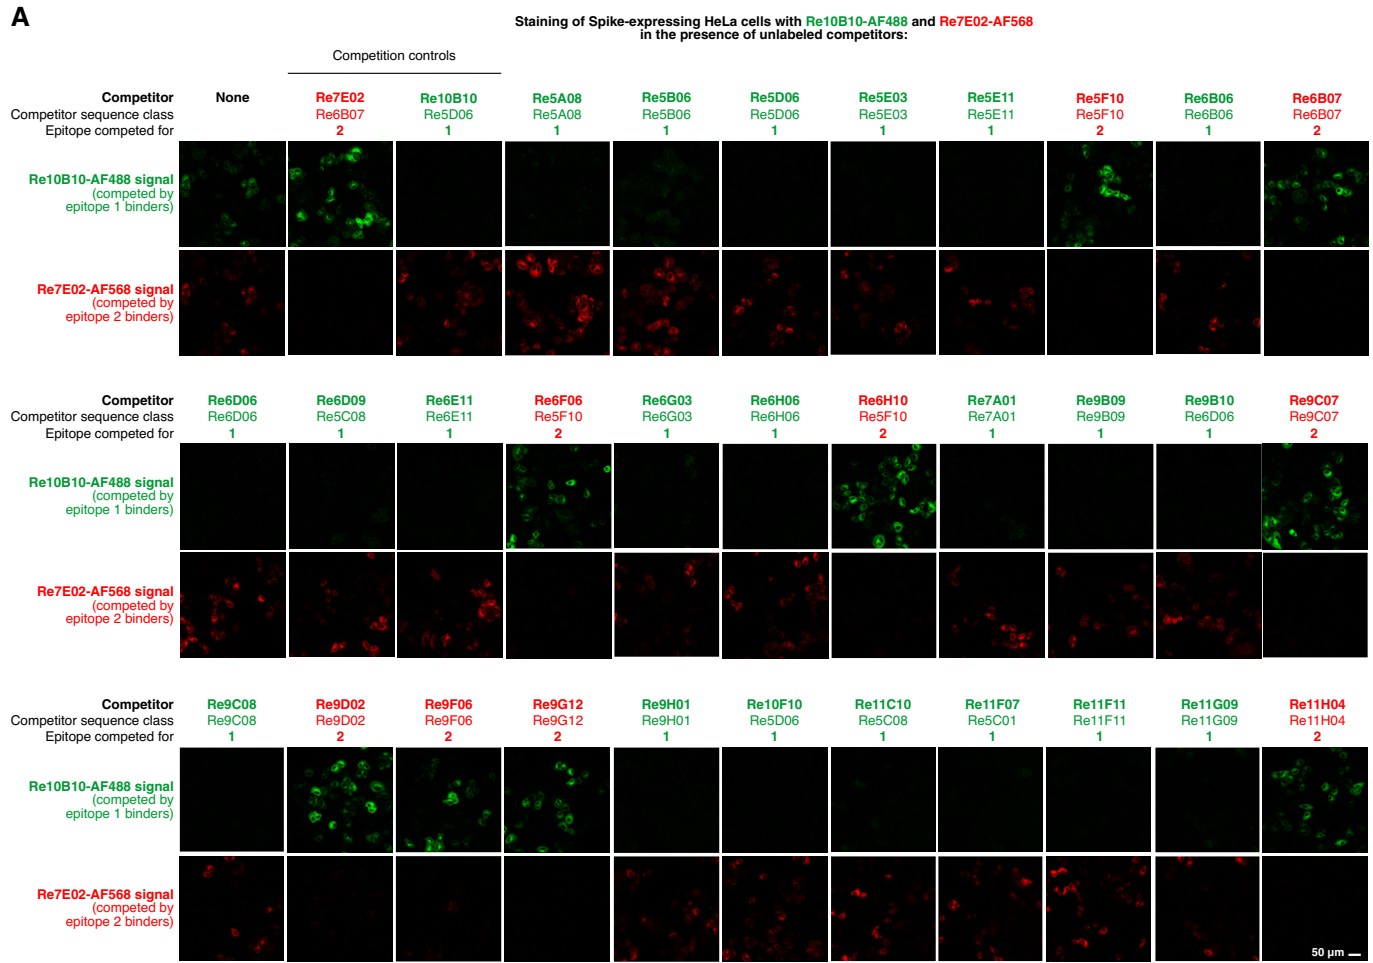 A
Staining of Spike-expressing HeLa cells with Re10B10-AF488 and Re7E02-AF568
in the presence of unlabeled competitors:
Competition controls
Competitor None Re7E02 Re10B10 Re5A08 Re5B06 Re5D06 Re5E03 Re5E11 Re5F10 Re6B06 Re6B07
Competitor sequence class Re6B07 Re5D06 Re5A08 Re5B06 Re5D06 Re5E03 Re5E11 Re5F10 Re6B06 Re6B07
Epitope competed for 2 1 1 1 1 1 1 2 1 2
Re10B10-AF488 signal
(competed by
epitope 1 binders)
Re7E02-AF568 signal
(competed by
epitope 2 binders)
Competitor Re6D06 Re6D09 Re6E11 Re6F06 Re6G03 Re6H06 Re6H10 Re7A01 Re9B09 Re9B10 Re9C07
Competitor sequence class Re6D06 Re5C08 Re6E11 Re5F10 Re6G03 Re6H06 Re5F10 Re7A01 Re9B09 Re6D06 Re9C07
Epitope competed for 1 1 1 2 1 1 2 1 1 1 2
Re10B10-AF488 signal
(competed by
epitope 1 binders)
Re7E02-AF568 signal
(competed by
epitope 2 binders)
Competitor Re9C08 Re9D02 Re9F06 Re9G12 Re9H01 Re10F10 Re11C10 Re11F07 Re11F11 Re11G09 Re11H04
Competitor sequence class Re9C08 Re9D02 Re9F06 Re9G12 Re9H01 Re5D06 Re5C08 Re5C01 Re11F11 Re11G09 Re11H04
Epitope competed for 1 2 2 2 1 1 1 1 1 1 2
Re10B10-AF488 signal
(competed by
epitope 1 binders)
Re7E02-AF568 signal
(competed by
epitope 2 binders)
50 µm